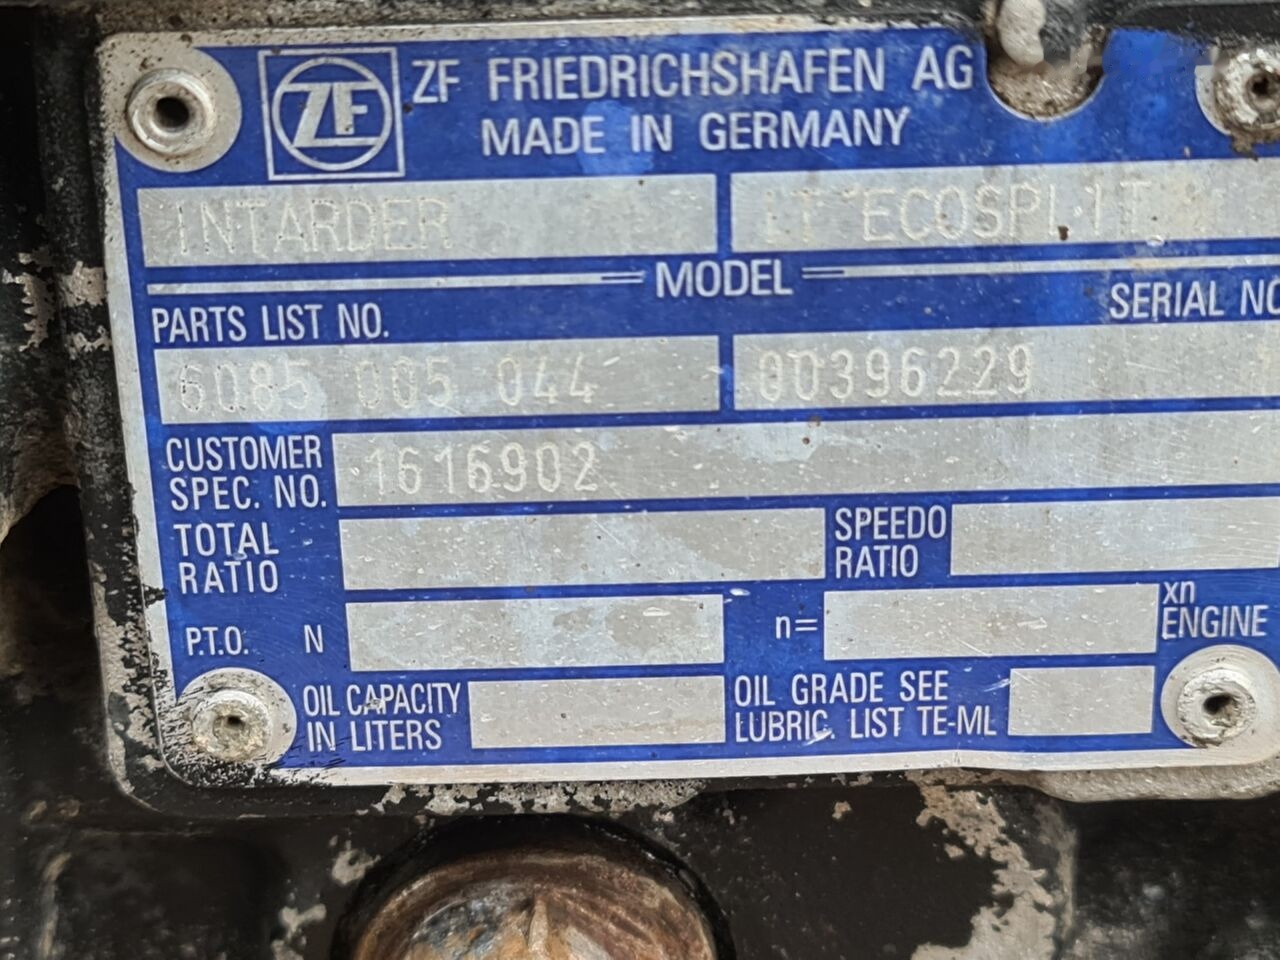 ZF
ZF FRIEDRICHSHAFEN AG
MADE IN GERMANY
INTARDER
IT ECOSPLIT
MODEL
PARTS LIST NO.
SERIAL NO
6085 005 044
00396229
CUSTOMER
SPEC. NO.
1616902
TOTAL
RATIO
SPEEDO
RATIO
P.T.O. N
n=
xn
ENGINE
OIL CAPACITY
IN LITERS
OIL GRADE SEE
LUBRIC. LIST TE-ML